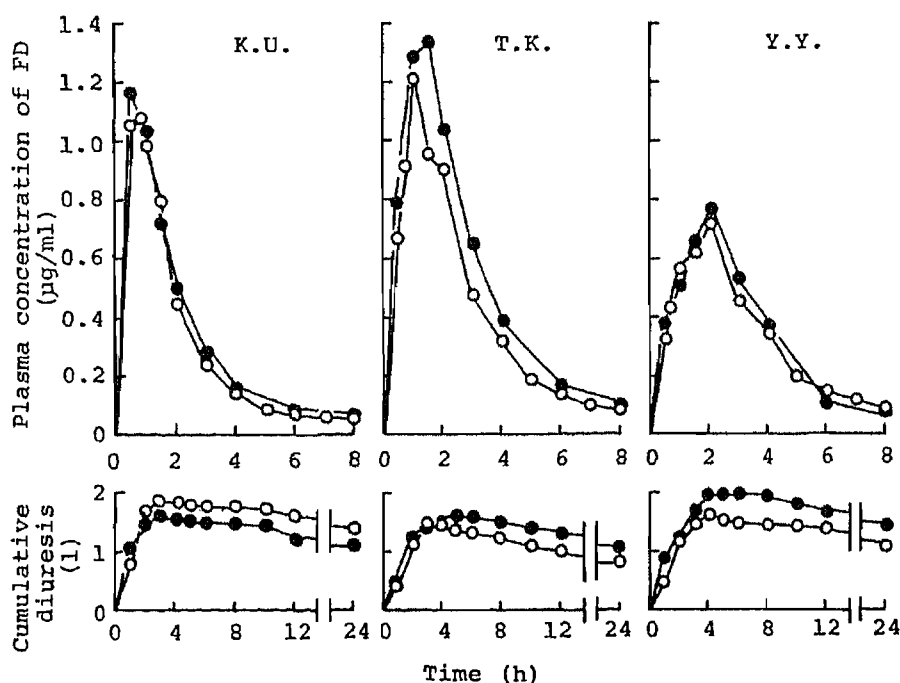 K.U. T.K. Y.Y.
Plasma concentration of FD
(µg/ml)
1.4
1.2
1.0
0.8
0.6
0.4
0.2
0
0 2 4 6 8 0 2 4 6 8 0 2 4 6 8
Cumulative
diuresis
(l)
2
1
0
0 4 8 12 24 0 4 8 12 24 0 4 8 12 24
Time (h)